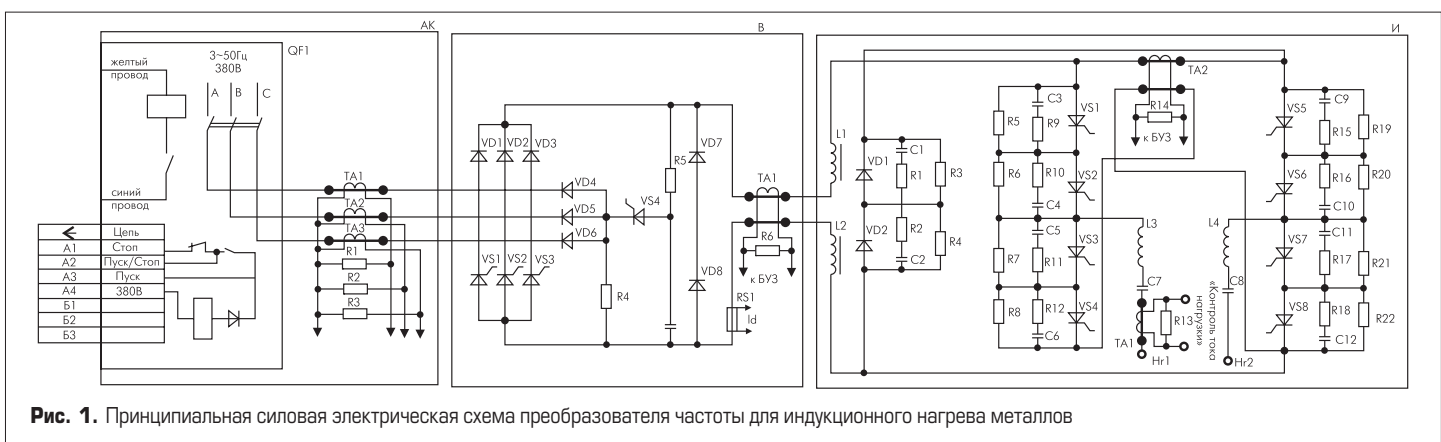 АК
В
И
QF1
3~50Гц
380В
А
В
С
желтый
провод
синий
провод
Цепь
А1
Стоп
А2
Пуск/Стоп
А3
Пуск
А4
380В
Б1
Б2
Б3
TA1
TA2
TA3
R1
R2
R3
VD1
VD2
VD3
VD4
VD5
VD6
VS4
VS1
VS2
VS3
R5
R4
VD7
VD8
TA1
R6
к БУЗ
RS1
Id
L1
L2
VD1
VD2
C1
R1
R2
C2
R3
R4
R5
R6
R7
R8
C3
R9
R10
C4
C5
R11
R12
C6
VS1
VS2
VS3
VS4
TA2
R14
к БУЗ
L3
C7
TA1
R13
Нг1
«Контроль тока
нагрузки»
L4
C8
Нг2
VS5
VS6
VS7
VS8
C9
R15
R16
C10
C11
R17
R18
C12
R19
R20
R21
R22
Рис. 1. Принципиальная силовая электрическая схема преобразователя частоты для индукционного нагрева металлов